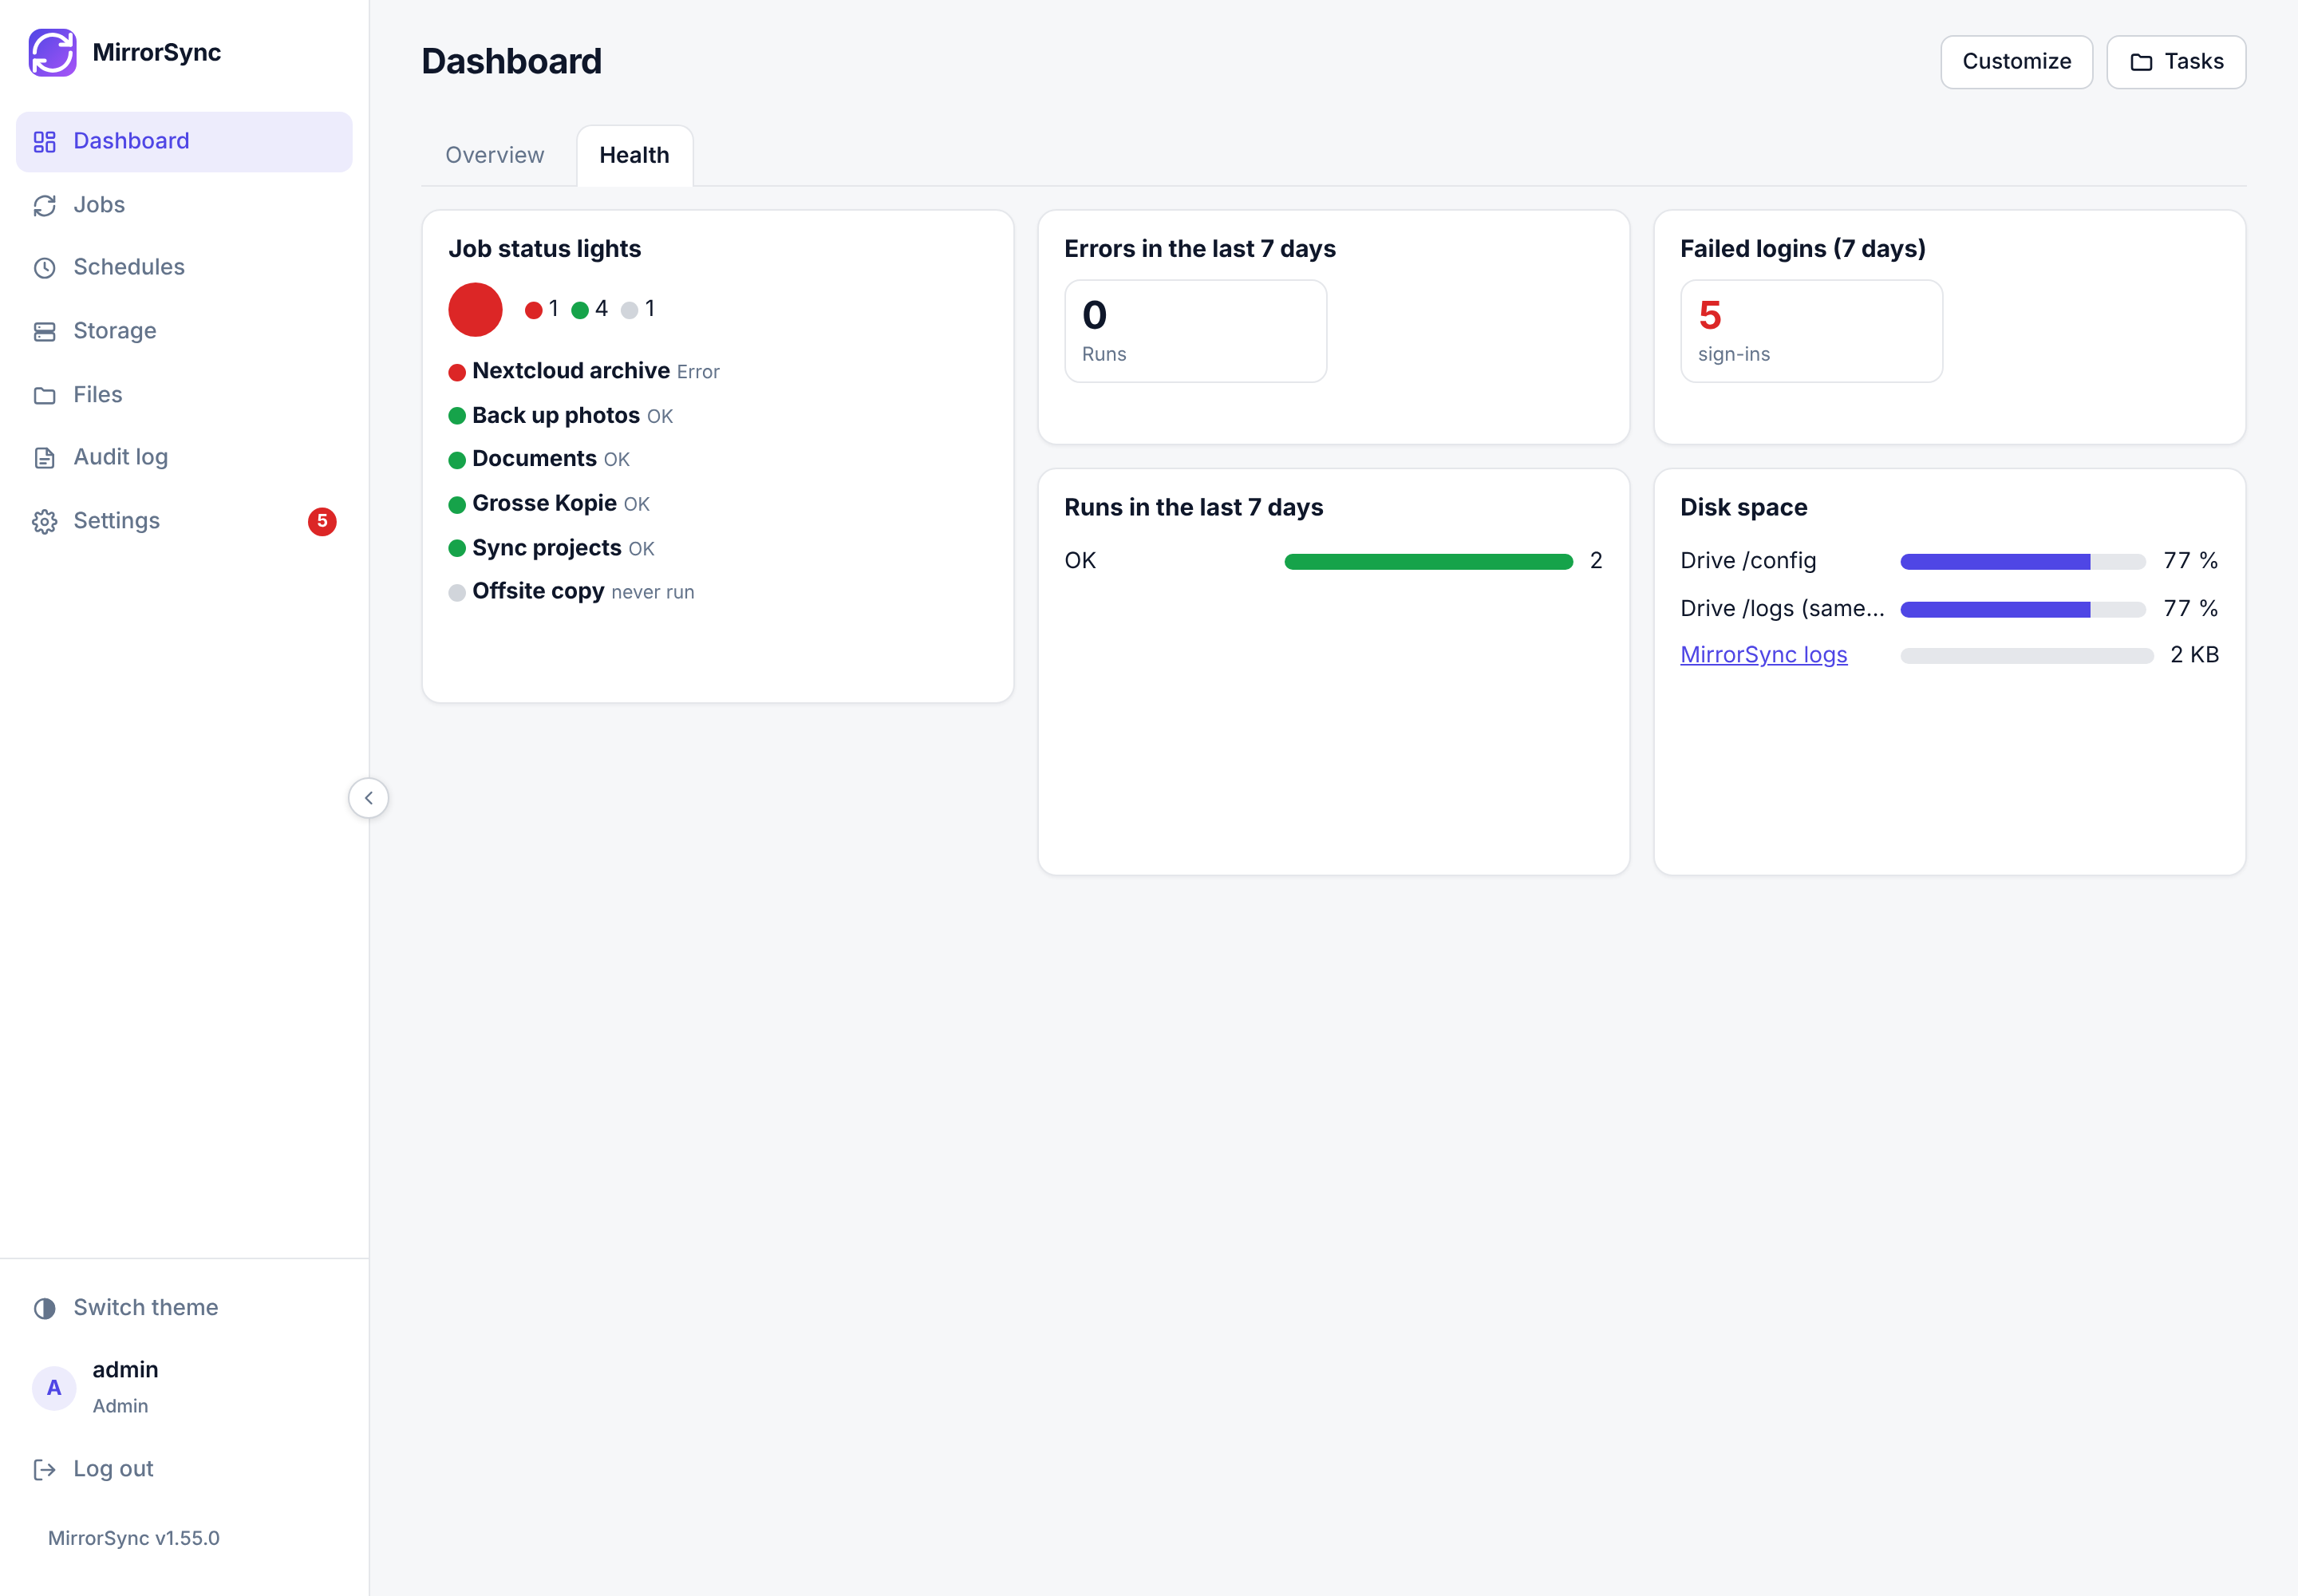 MirrorSync
Dashboard
Jobs
Schedules
Storage
Files
Audit log
Settings
5
Switch theme
A
admin
Admin
Log out
MirrorSync v1.55.0
Dashboard
Customize
Tasks
Overview
Health
Job status lights
1 4 1
Nextcloud archive Error
Back up photos OK
Documents OK
Grosse Kopie OK
Sync projects OK
Offsite copy never run
Errors in the last 7 days
0
Runs
Failed logins (7 days)
5
sign-ins
Runs in the last 7 days
OK 2
Disk space
Drive /config 77 %
Drive /logs (same... 77 %
MirrorSync logs 2 KB